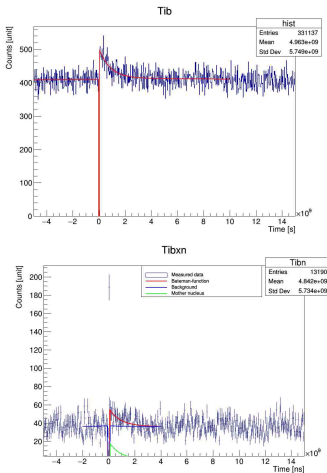 Tib
hist
Entries 331137
Mean 4.963e+09
Std Dev 5.749e+09
Counts [unit]
500
400
300
200
100
0
−4 −2 0 2 4 6 8 10 12 14
×10⁹
Time [s]
Tibxn
Tibn
Entries 13190
Mean 4.842e+09
Std Dev 5.734e+09
Measured data
Bateman-function
Background
Mother nucleus
Counts [unit]
200
180
160
140
120
100
80
60
40
20
−4 −2 0 2 4 6 8 10 12 14
×10⁹
Time [ns]